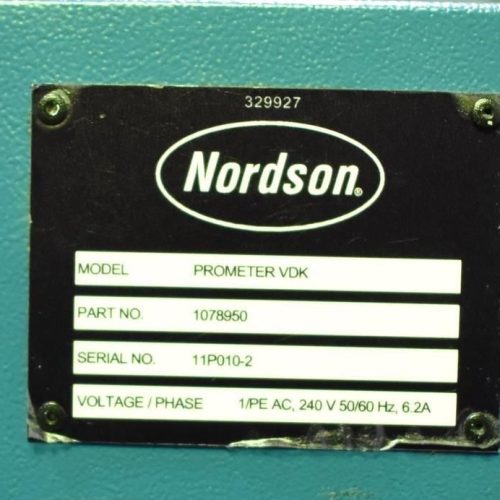 329927
Nordson®
MODEL PROMETER VDK
PART NO. 1078950
SERIAL NO. 11P010-2
VOLTAGE / PHASE 1/PE AC, 240 V 50/60 Hz, 6.2A